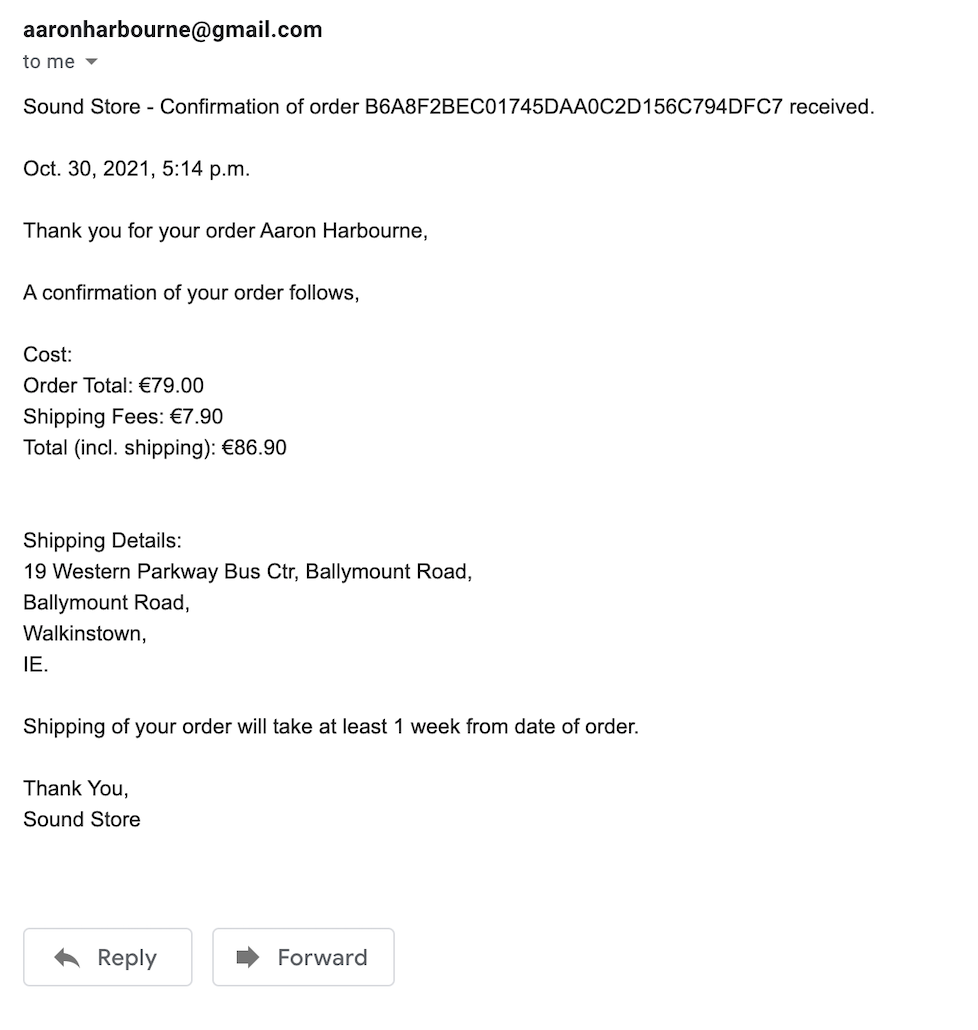 aaronharbourne@gmail.com
to me
Sound Store - Confirmation of order B6A8F2BEC01745DAA0C2D156C794DFC7 received.
Oct. 30, 2021, 5:14 p.m.
Thank you for your order Aaron Harbourne,
A confirmation of your order follows,
Cost:
Order Total: €79.00
Shipping Fees: €7.90
Total (incl. shipping): €86.90
Shipping Details:
19 Western Parkway Bus Ctr, Ballymount Road,
Ballymount Road,
Walkinstown,
IE.
Shipping of your order will take at least 1 week from date of order.
Thank You,
Sound Store
Reply
Forward